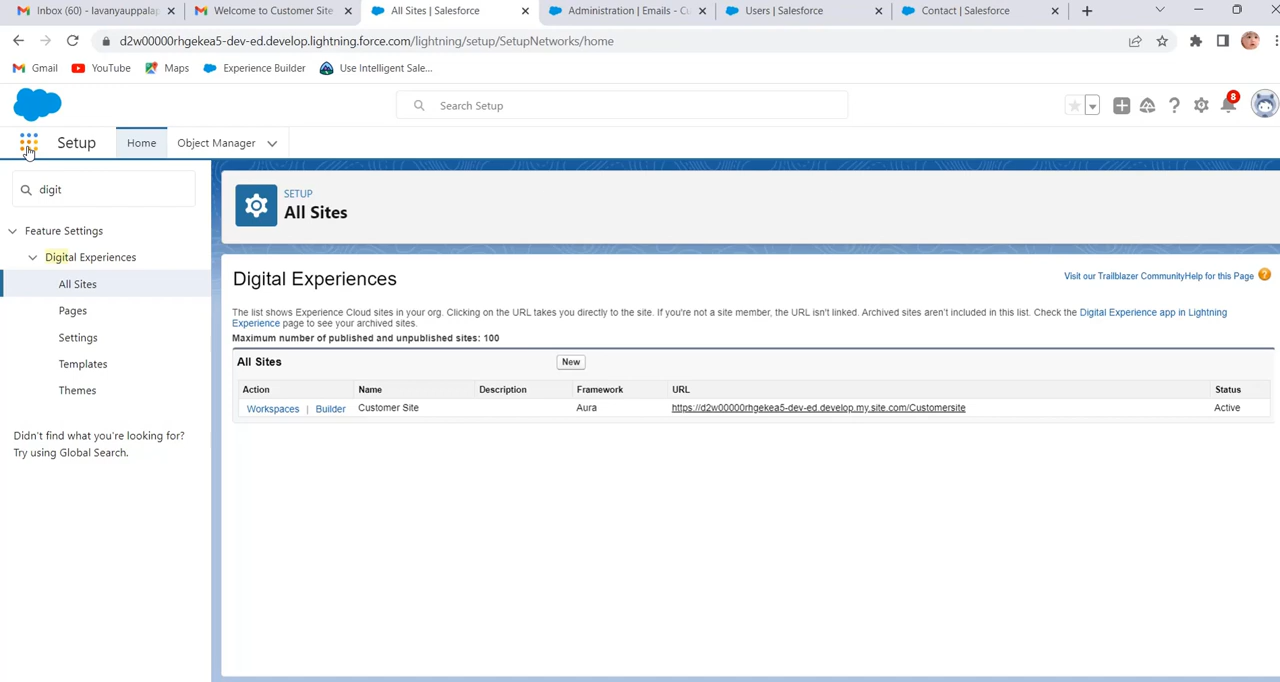 Inbox (60) - lavanyauppalap
Welcome to Customer Site
All Sites | Salesforce
Administration | Emails - Cu
Users | Salesforce
Contact | Salesforce
d2w00000rhgekea5-dev-ed.develop.lightning.force.com/lightning/setup/SetupNetworks/home
Gmail
YouTube
Maps
Experience Builder
Use Intelligent Sale...
Search Setup
8
Setup
Home
Object Manager
digit
SETUP
All Sites
Feature Settings
Digital Experiences
All Sites
Pages
Settings
Templates
Themes
Didn't find what you're looking for?
Try using Global Search.
Digital Experiences
Visit our Trailblazer Community
Help for this Page
The list shows Experience Cloud sites in your org. Clicking on the URL takes you directly to the site. If you're not a site member, the URL isn't linked. Archived sites aren't included in this list. Check the Digital Experience app in Lightning
Experience page to see your archived sites.
Maximum number of published and unpublished sites: 100
All Sites
New
Action Name Description Framework URL Status
Workspaces | Builder Customer Site Aura https://d2w00000rhgekea5-dev-ed.develop.my.site.com/Customersite Active